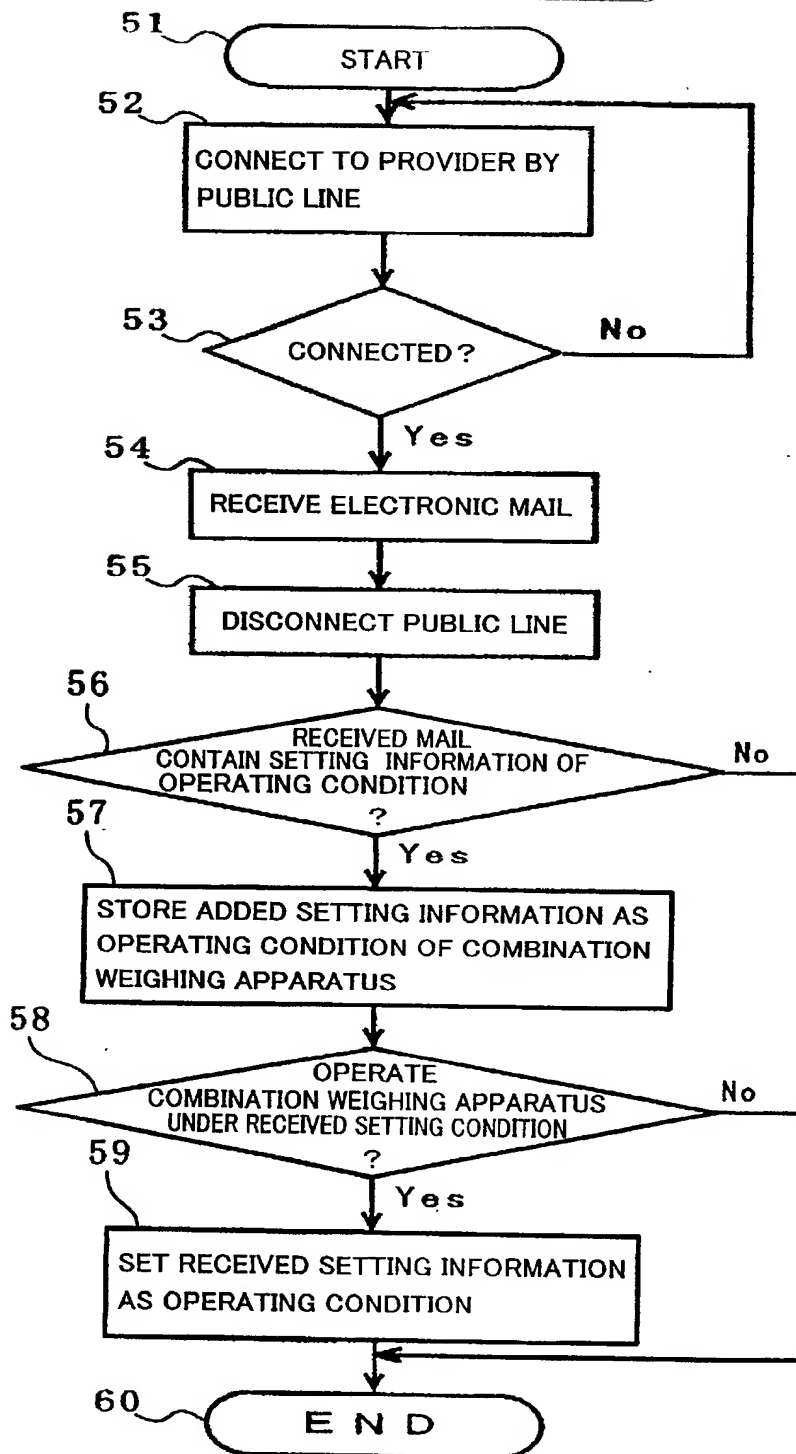 51
START
52
CONNECT TO PROVIDER BY
PUBLIC LINE
53
CONNECTED?
No
Yes
54
RECEIVE ELECTRONIC MAIL
55
DISCONNECT PUBLIC LINE
56
RECEIVED MAIL
CONTAIN SETTING INFORMATION OF
OPERATING CONDITION
?
No
Yes
57
STORE ADDED SETTING INFORMATION AS
OPERATING CONDITION OF COMBINATION
WEIGHING APPARATUS
58
OPERATE
COMBINATION WEIGHING APPARATUS
UNDER RECEIVED SETTING CONDITION
?
No
Yes
59
SET RECEIVED SETTING INFORMATION
AS OPERATING CONDITION
60
END